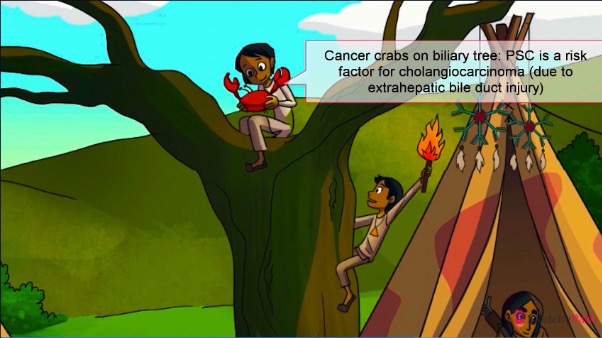 Cancer crabs on biliary tree: PSC is a risk
factor for cholangiocarcinoma (due to
extrahepatic bile duct injury)